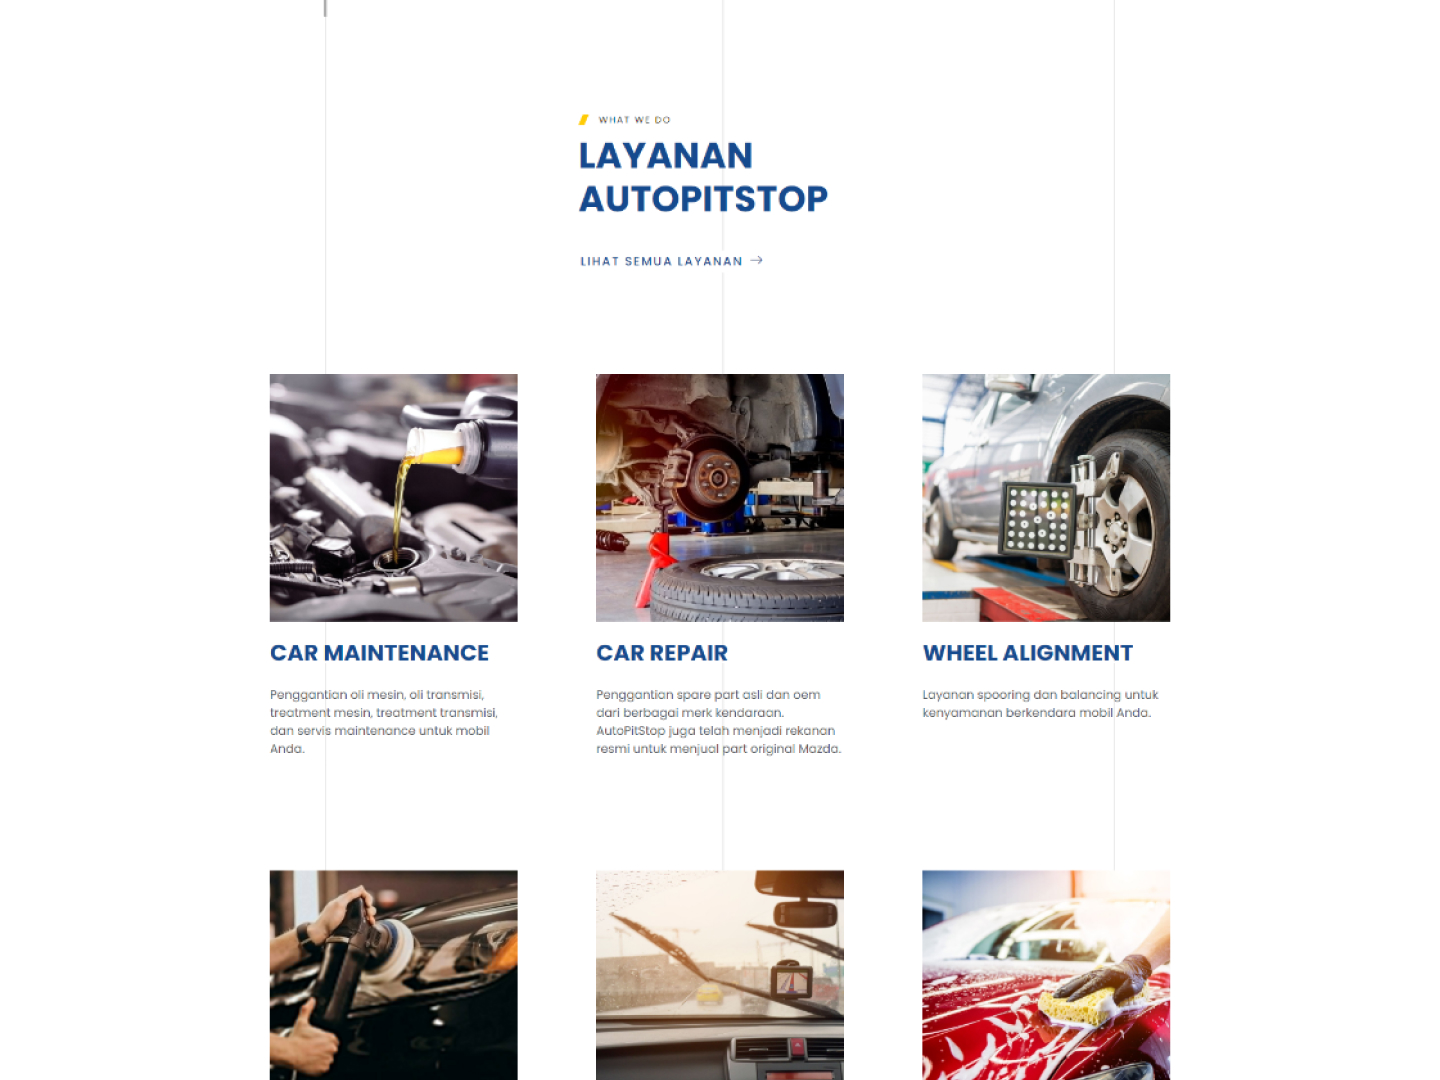 WHAT WE DO
LAYANAN
AUTOPITSTOP
LIHAT SEMUA LAYANAN
CAR MAINTENANCE
Penggantian oli mesin, oli transmisi,
treatment mesin, treatment transmisi,
dan servis maintenance untuk mobil
Anda.
CAR REPAIR
Penggantian spare part asli dan oem
dari berbagai merk kendaraan.
AutoPitStop juga telah menjadi rekanan
resmi untuk menjual part original Mazda.
WHEEL ALIGNMENT
Layanan spooring dan balancing untuk
kenyamanan berkendara mobil Anda.